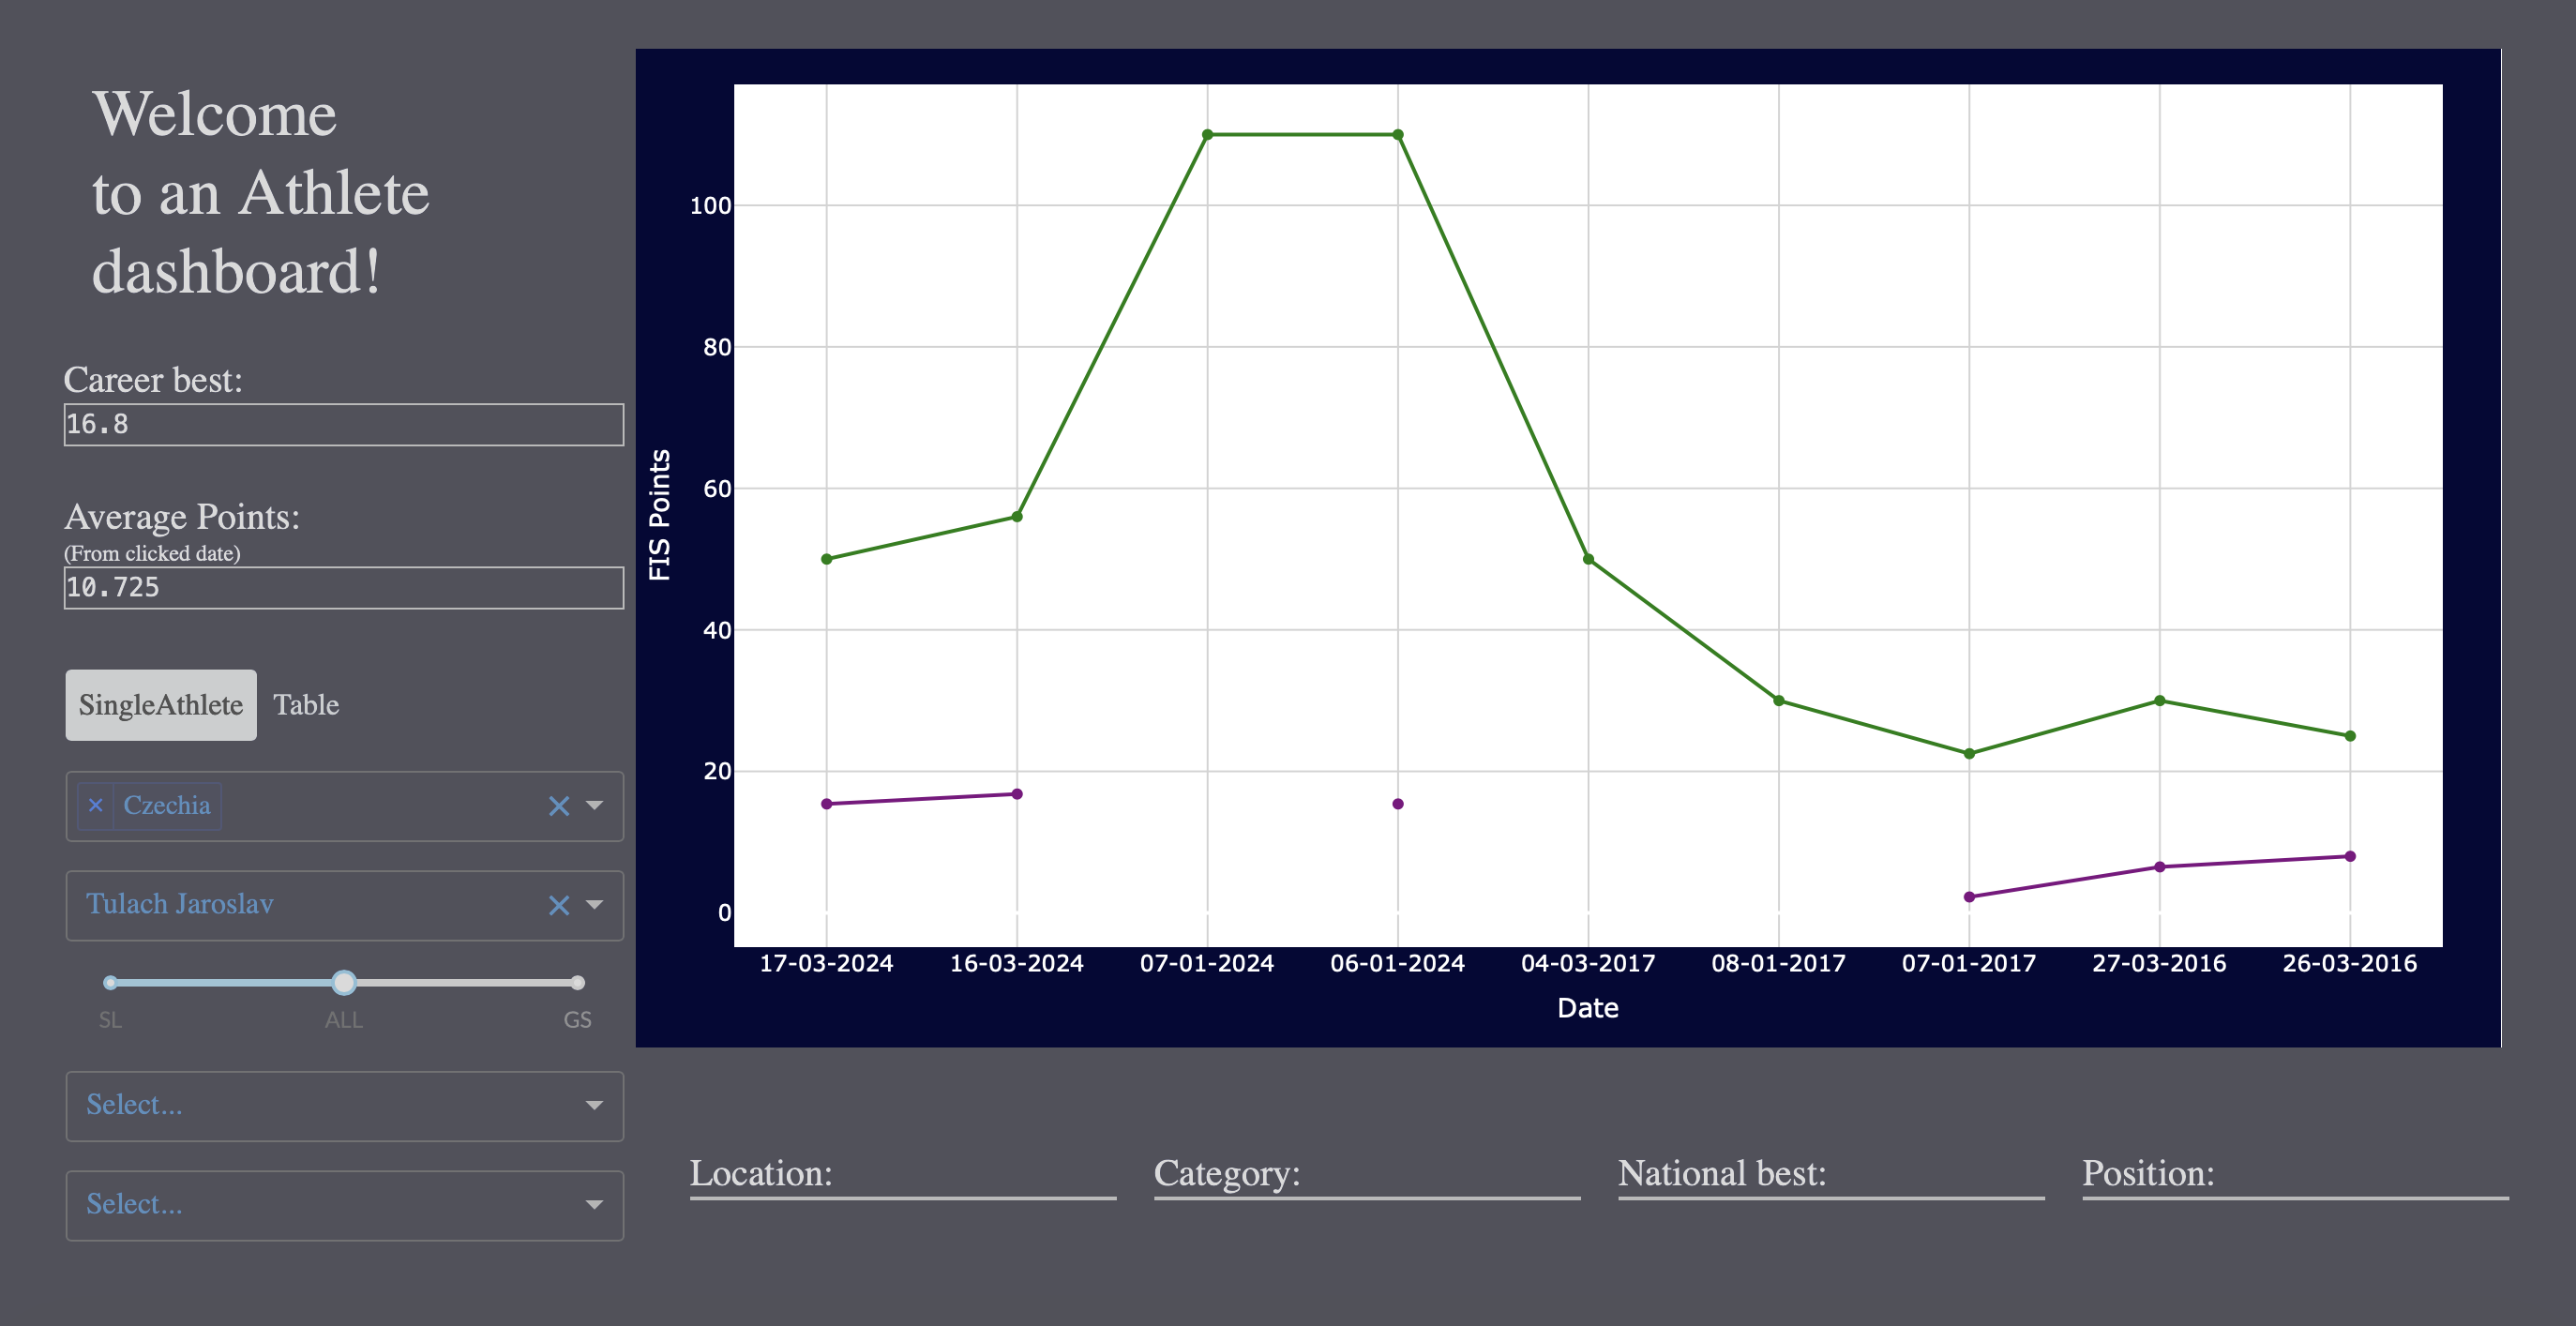 Welcome
to an Athlete
dashboard!
Career best:
16.8
Average Points:
(From clicked date)
10.725
SingleAthlete Table
× Czechia
Tulach Jaroslav
SL ALL GS
Select...
Select...
FIS Points
100
80
60
40
20
0
17-03-2024 16-03-2024 07-01-2024 06-01-2024 04-03-2017 08-01-2017 07-01-2017 27-03-2016 26-03-2016
Date
Location: Category: National best: Position: